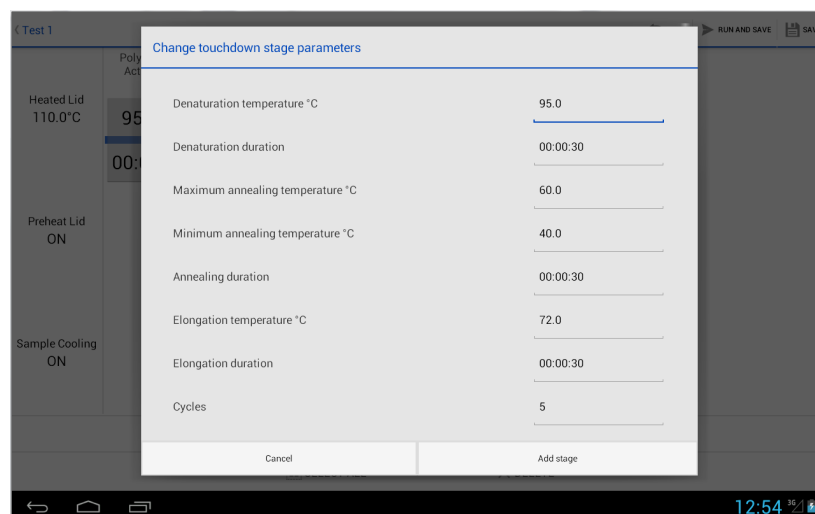 Test 1
RUN AND SAVE
Change touchdown stage parameters
Heated Lid
110.0°C
95
00:
Denaturation temperature °C 95.0
Denaturation duration 00:00:30
Maximum annealing temperature °C 60.0
Minimum annealing temperature °C 40.0
Preheat Lid
ON
Annealing duration 00:00:30
Elongation temperature °C 72.0
Sample Cooling
ON
Elongation duration 00:00:30
Cycles 5
Cancel Add stage
12:54 3G